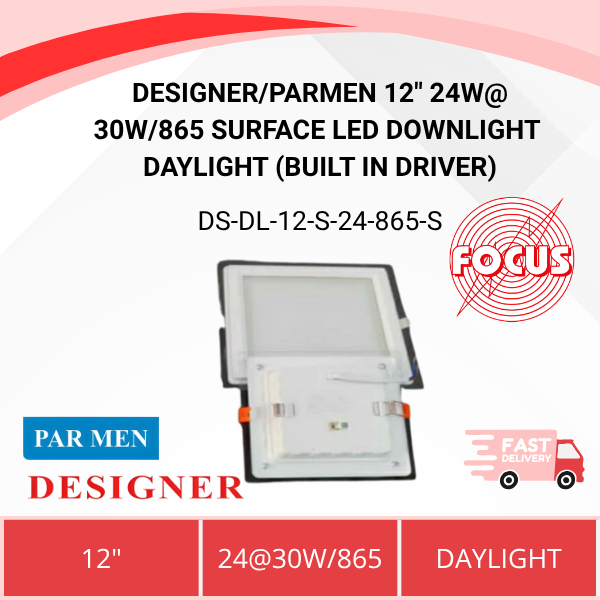 DESIGNER/PARMEN 12" 24W@
30W/865 SURFACE LED DOWNLIGHT
DAYLIGHT (BUILT IN DRIVER)
DS-DL-12-S-24-865-S
FOCUS
PAR MEN
DESIGNER
FAST
DELIVERY
12"
24@30W/865
DAYLIGHT